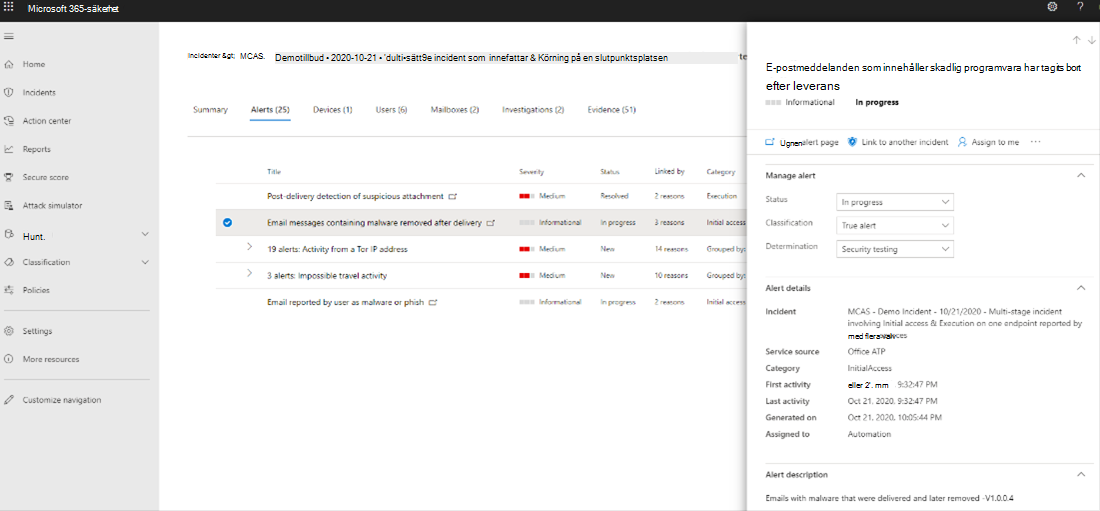 Microsoft 365-säkerhet
?
Home
Incidents
Action center
Reports
Secure score
Attack simulator
Hunt.
Classification
Policies
Settings
More resources
Customize navigation
Incidenter &gt; MCAS. Demotillbud • 2020-10-21 • 'dulti•sätt9e incident som innefattar & Körning på en slutpunktsplatsen te
Summary Alerts (25) Devices (1) Users (6) Mailboxes (2) Investigations (2) Evidence (51)
Title Severity Status Linked by Category
Post-delivery detection of suspicious attachment Medium Resolved 2 reasons Execution
Email messages containing malware removed after delivery Informational In progress 3 reasons Initial access
19 alerts: Activity from a Tor IP address Medium New 14 reasons Grouped by:
3 alerts: Impossible travel activity Medium New 10 reasons Grouped by:
Email reported by user as malware or phish Informational In progress 2 reasons Initial access
E-postmeddelanden som innehåller skadlig programvara har tagits bort
efter leverans
Informational In progress
Ugnen alert page Link to another incident Assign to me ...
Manage alert
Status In progress
Classification True alert
Determination Security testing
Alert details
Incident MCAS - Demo Incident - 10/21/2020 - Multi-stage incident
involving Initial access & Execution on one endpoint reported by
med flera
Service source Office ATP
Category InitialAccess
First activity eller 2'. mm 9:32:47 PM
Last activity Oct 21, 2020, 9:32:47 PM
Generated on Oct 21, 2020, 10:05:44 PM
Assigned to Automation
Alert description
Emails with malware that were delivered and later removed -V1.0.0.4